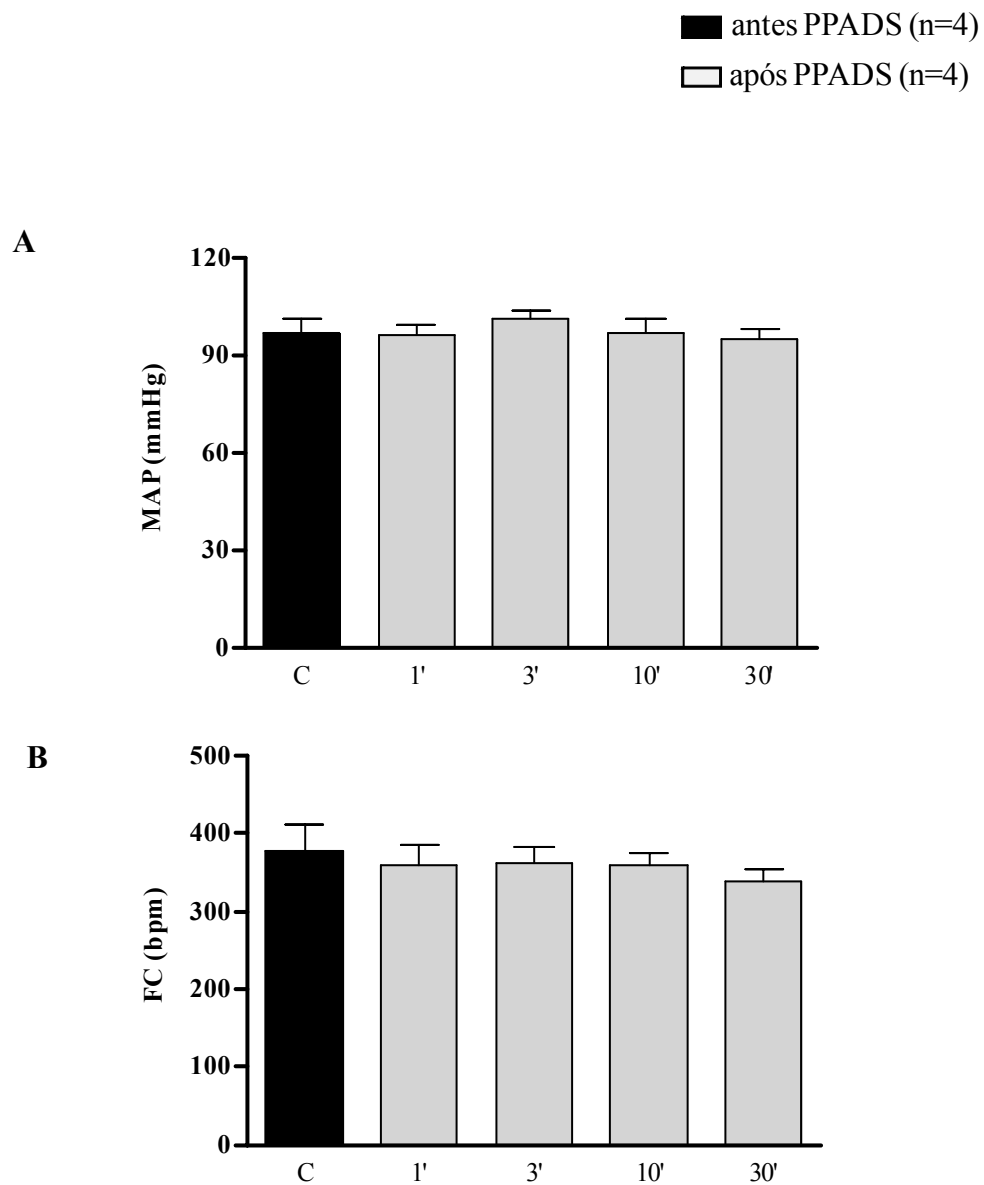 antes PPADS (n=4)
após PPADS (n=4)
A
120
90
60
30
0
MAP (mmHg)
C 1' 3' 10' 30'
B
500
400
300
200
100
0
FC (bpm)
C 1' 3' 10' 30'